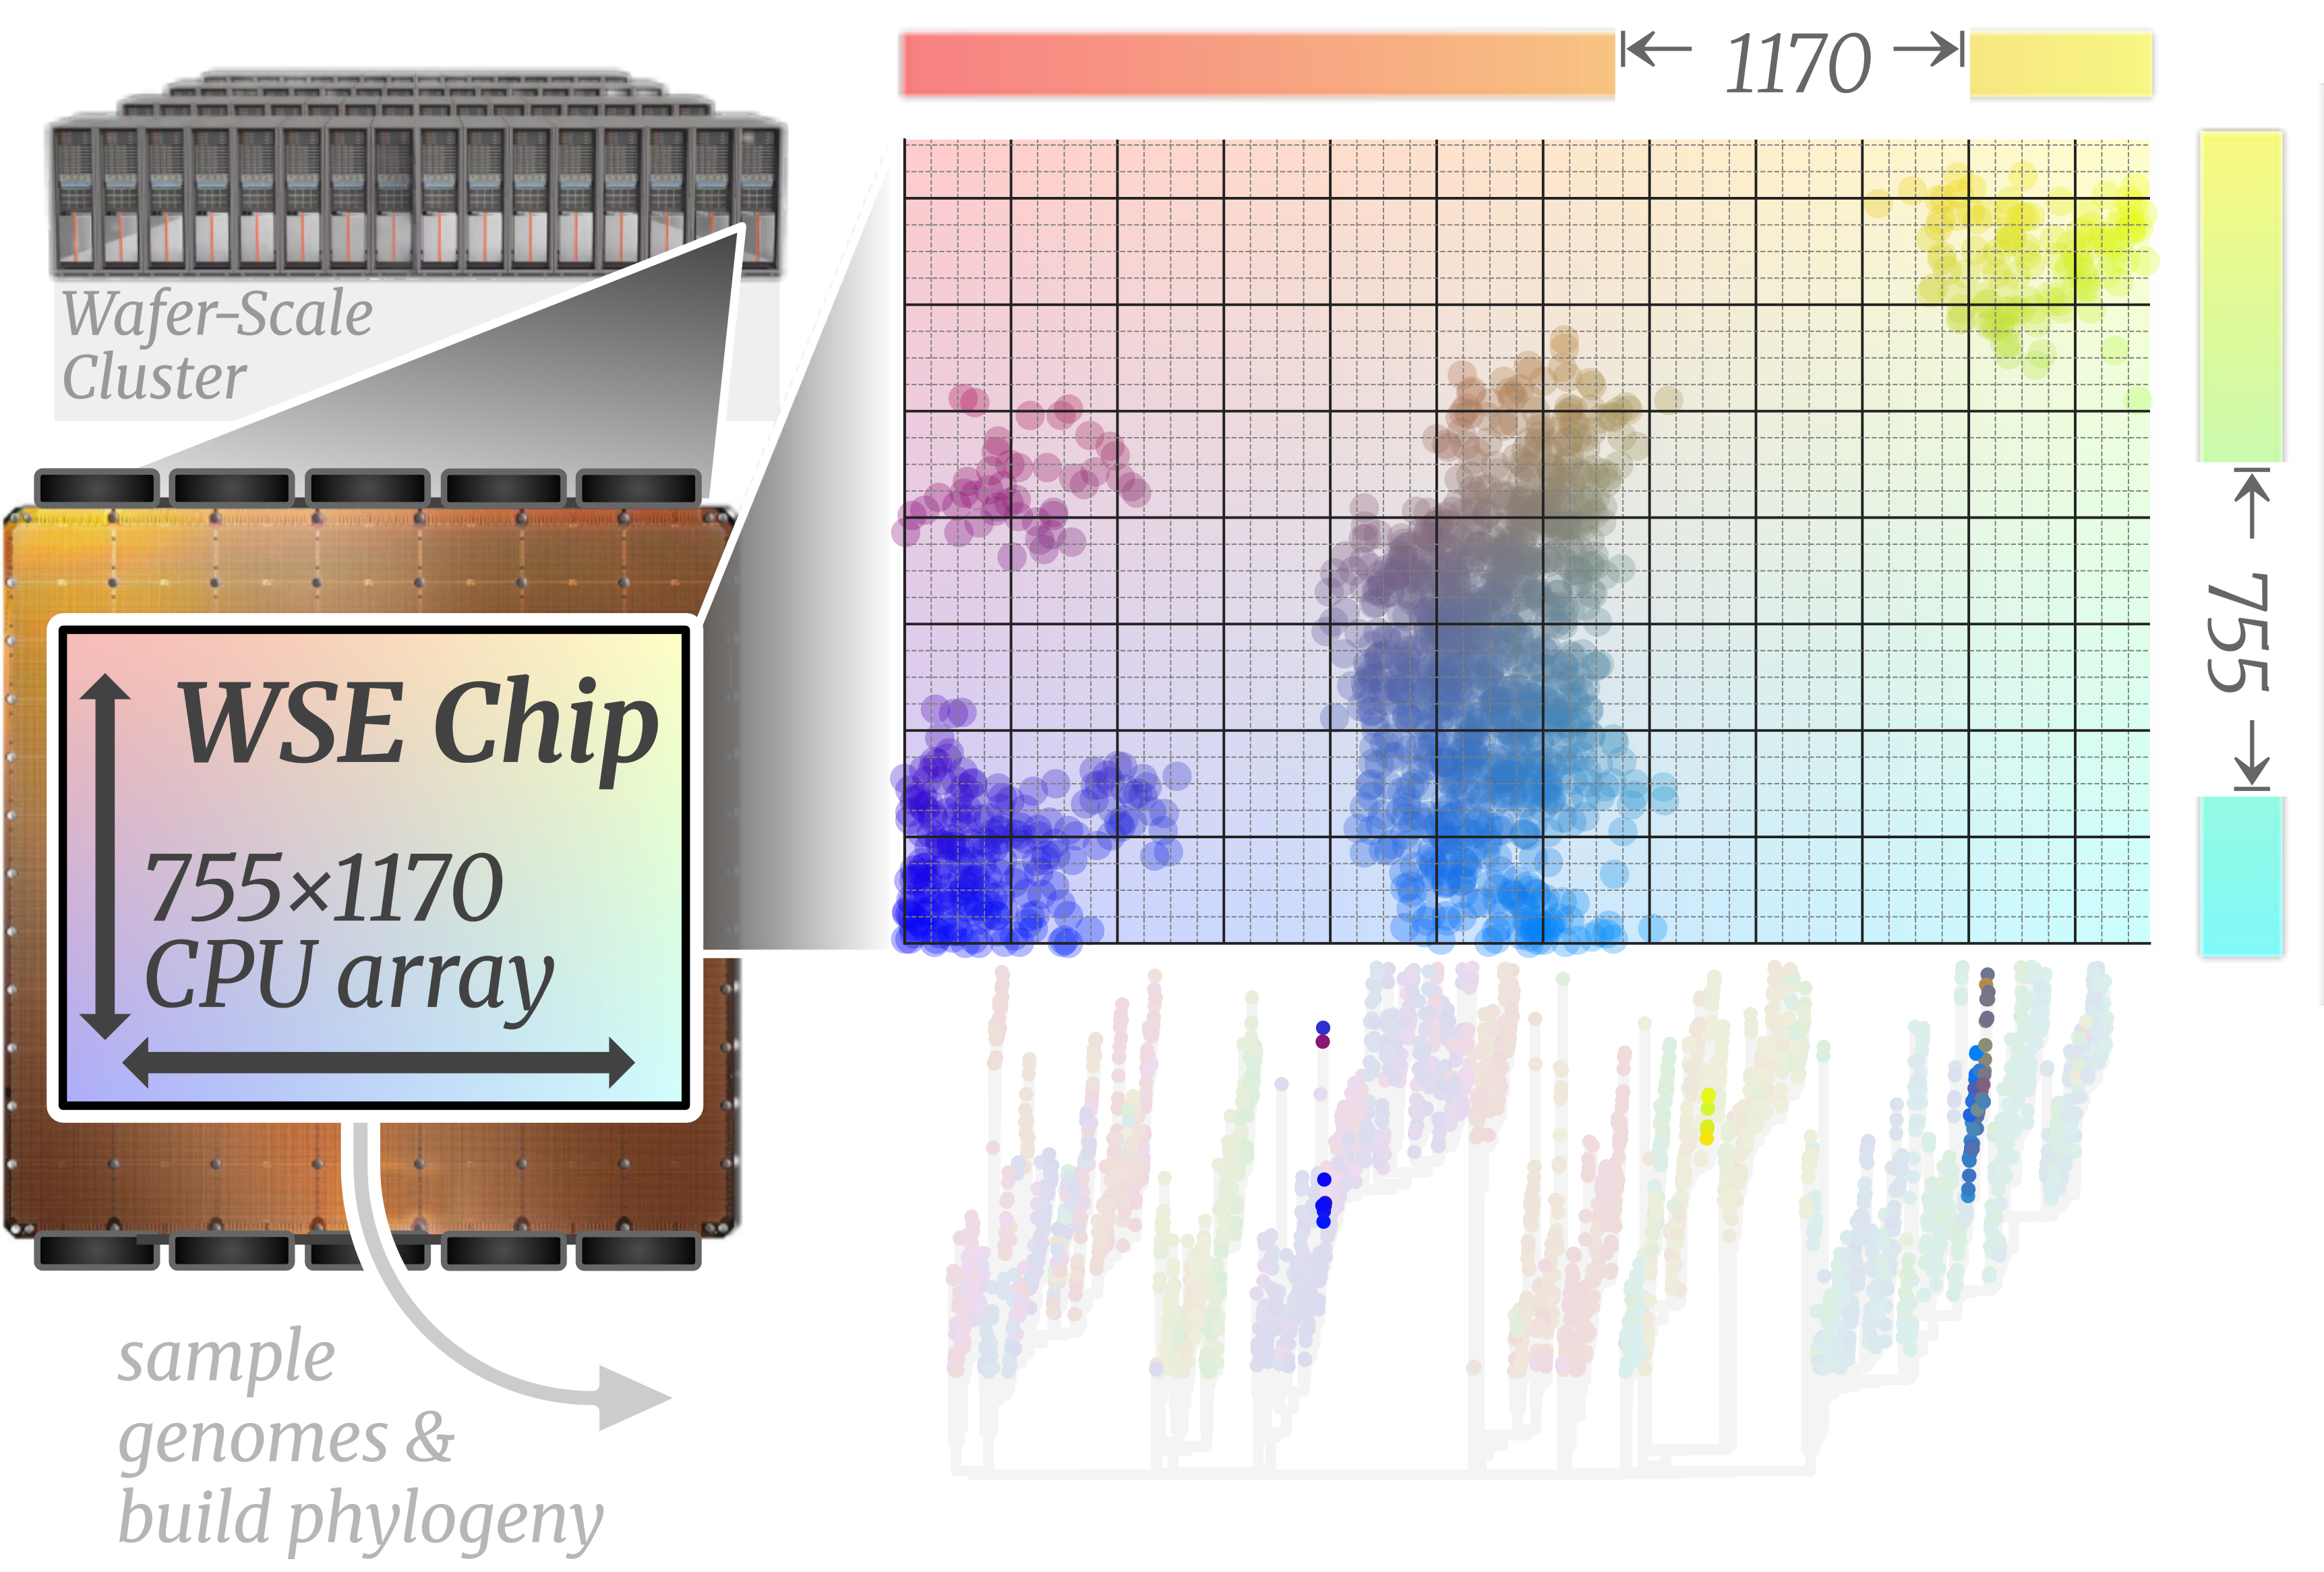 Wafer-Scale
Cluster
WSE Chip
755×1170
CPU array
sample
genomes &
build phylogeny
1170
755